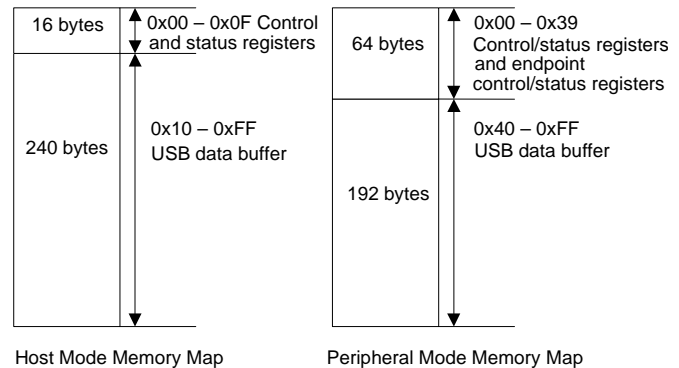 16 bytes
0x00 – 0x0F Control
and status registers
240 bytes
0x10 – 0xFF
USB data buffer
Host Mode Memory Map
64 bytes
0x00 – 0x39
Control/status registers
and endpoint
control/status registers
192 bytes
0x40 – 0xFF
USB data buffer
Peripheral Mode Memory Map